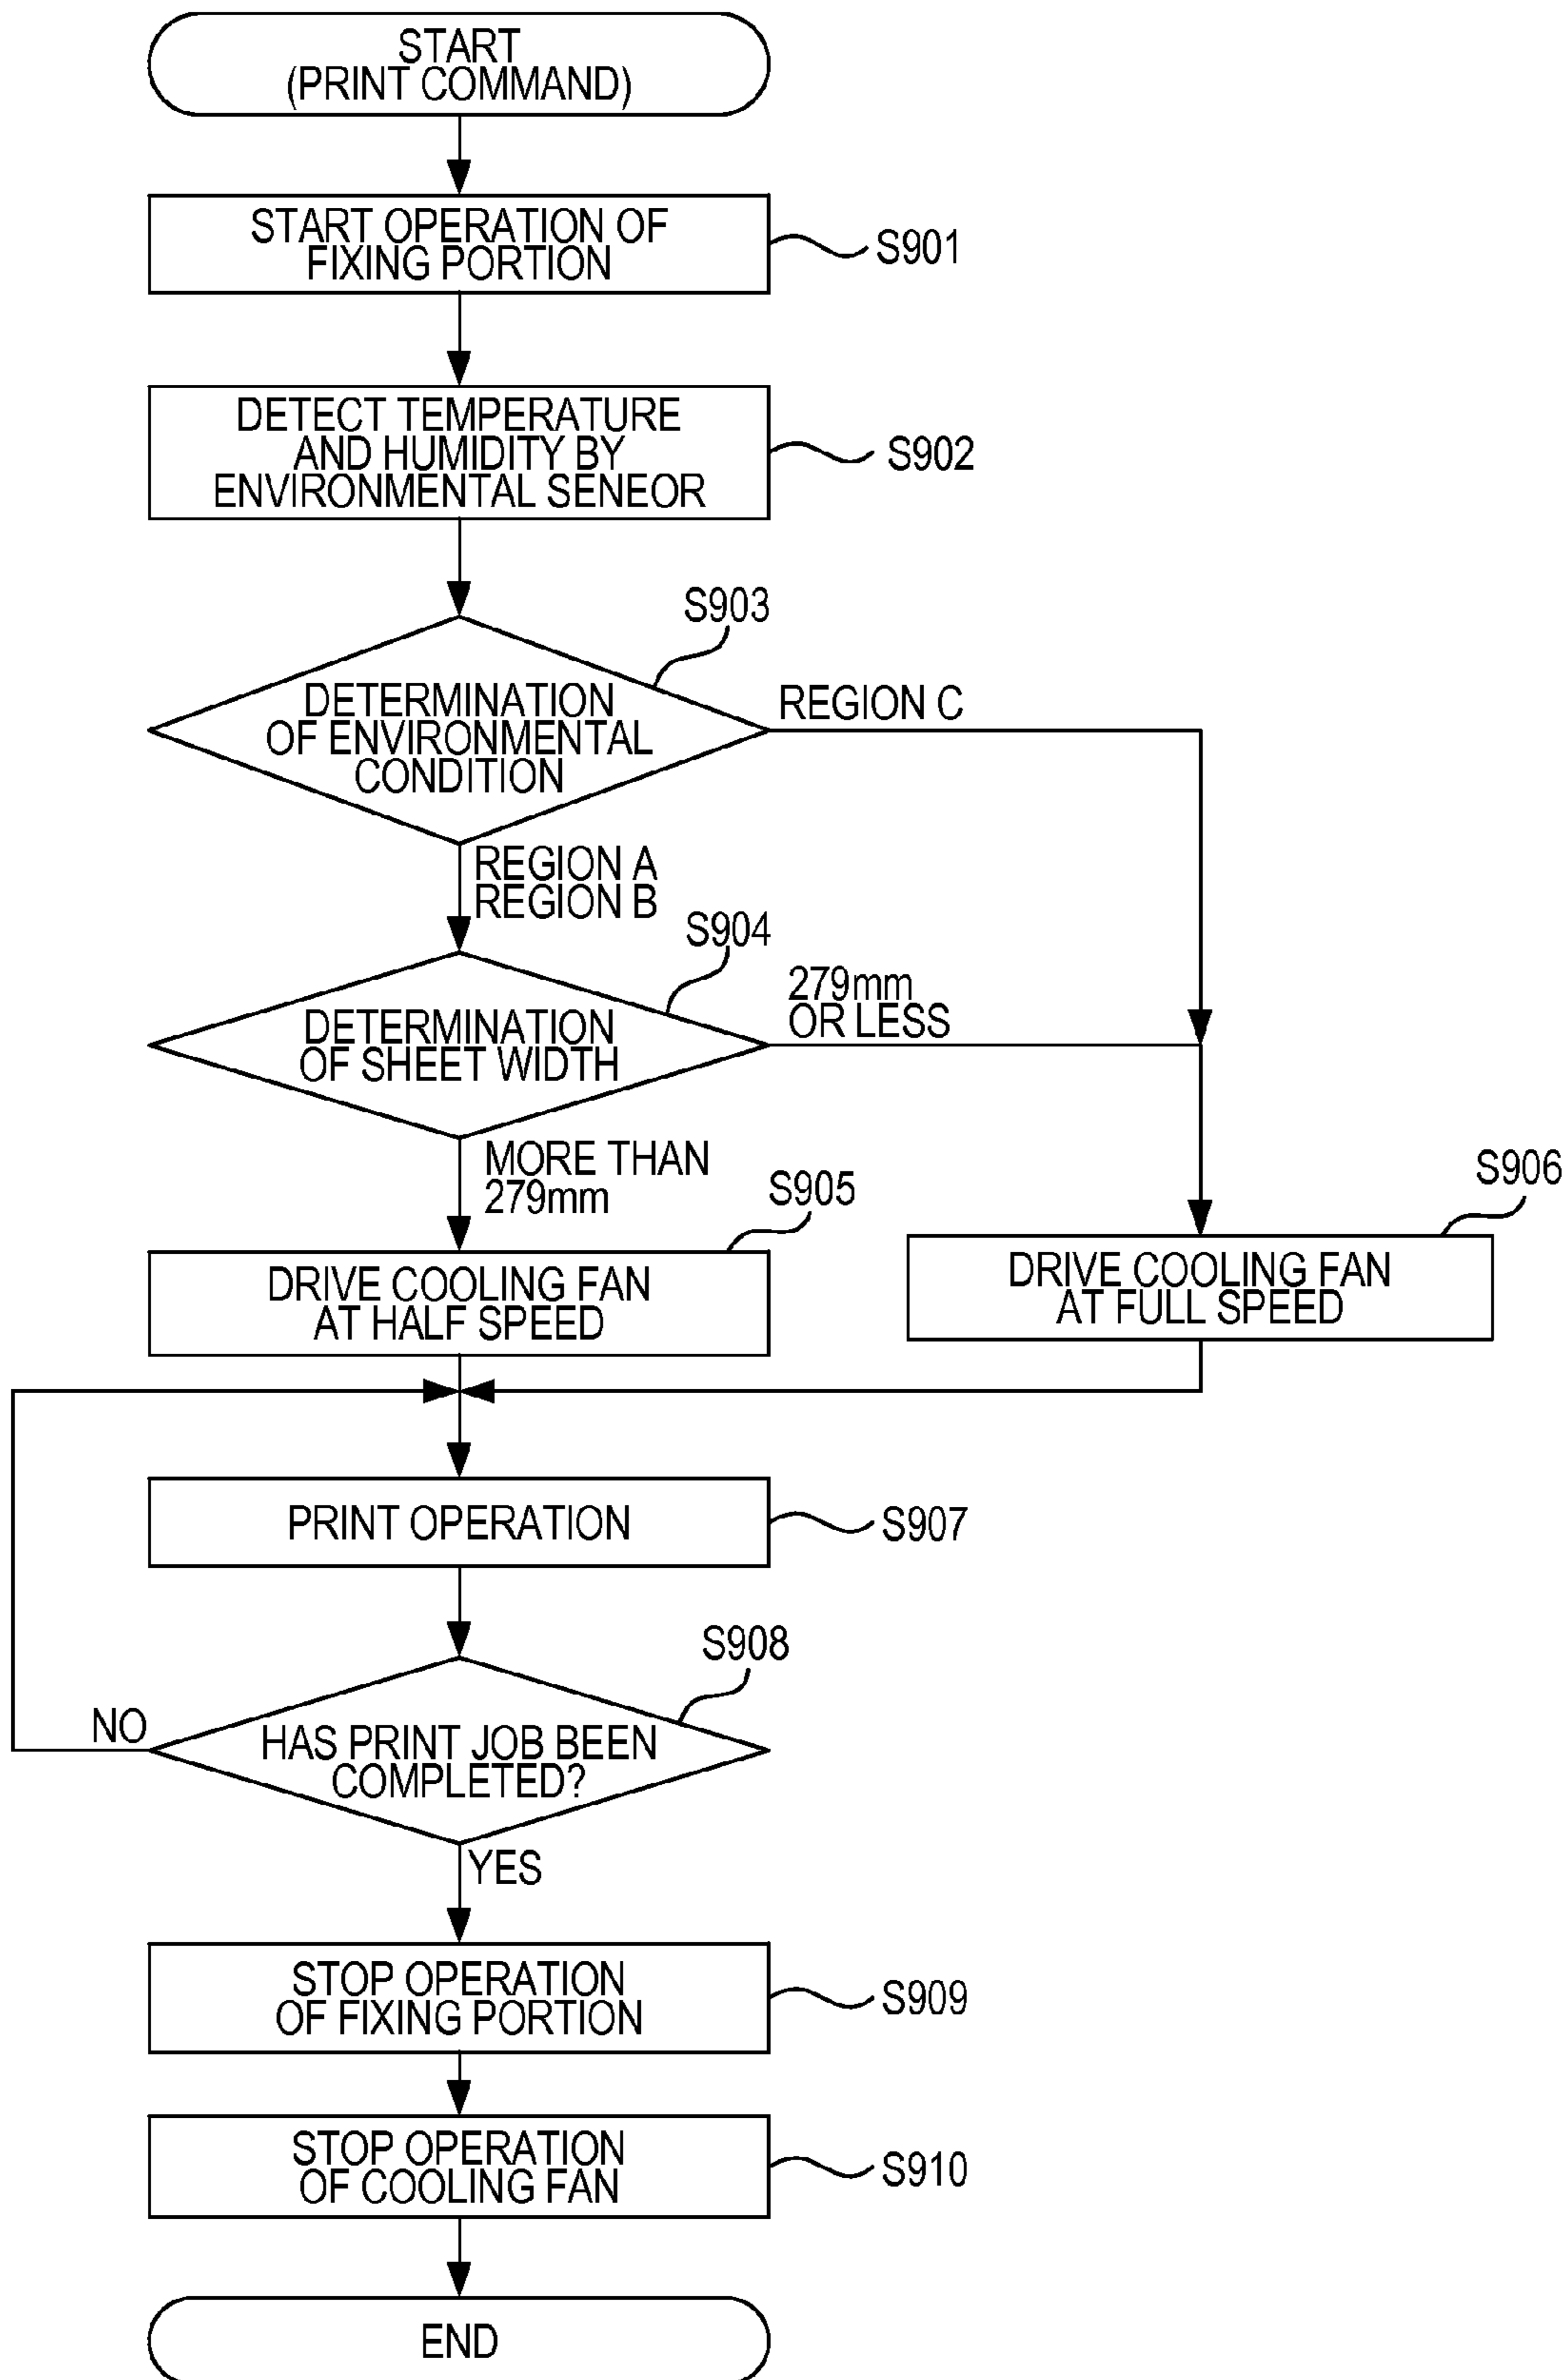 START
(PRINT COMMAND)
START OPERATION OF
FIXING PORTION
S901
DETECT TEMPERATURE
AND HUMIDITY BY
ENVIRONMENTAL SENEOR
S902
S903
DETERMINATION
OF ENVIRONMENTAL
CONDITION
REGION C
REGION A
REGION B
S904
DETERMINATION
OF SHEET WIDTH
279mm
OR LESS
MORE THAN
279mm
S905
DRIVE COOLING FAN
AT HALF SPEED
S906
DRIVE COOLING FAN
AT FULL SPEED
PRINT OPERATION
S907
S908
HAS PRINT JOB BEEN
COMPLETED?
NO
YES
STOP OPERATION
OF FIXING PORTION
S909
STOP OPERATION
OF COOLING FAN
S910
END